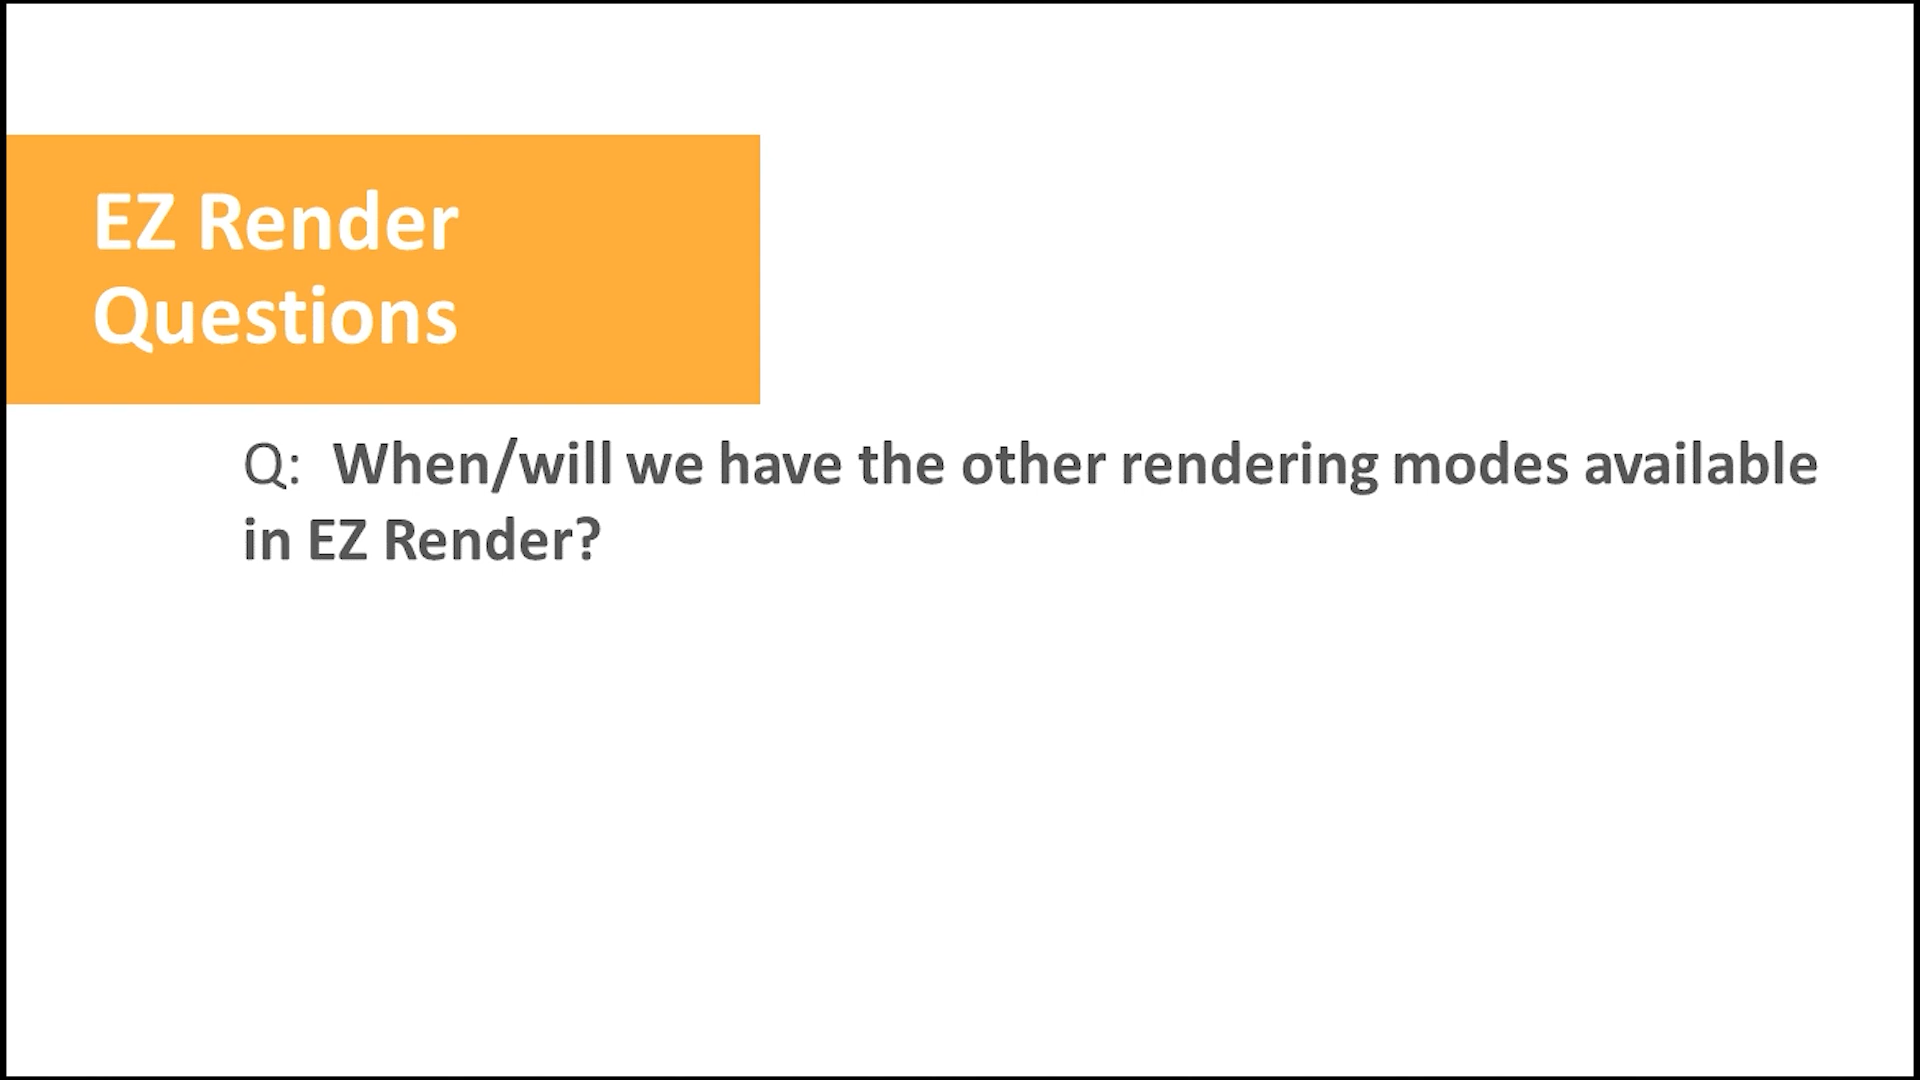 EZ Render
Questions
Q: When/will we have the other rendering modes available
in EZ Render?